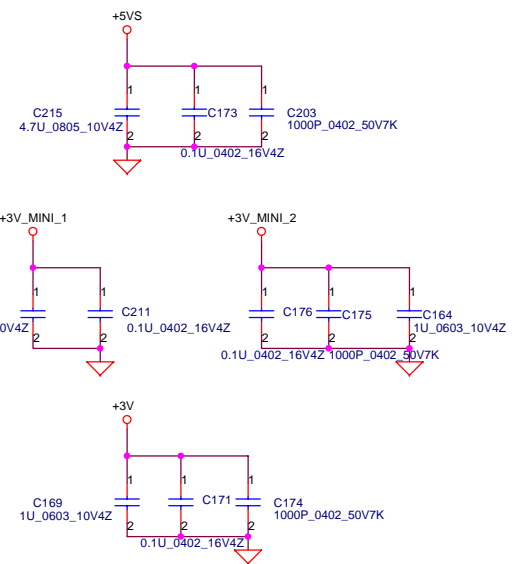 +5VS
1 1 1
C215 C173 C203
4.7U_0805_10V4Z 1000P_0402_50V7K
2 2 2
0.1U_0402_16V4Z
+3V_MINI_1 +3V_MINI_2
1 1 1 1 1
C211 C176 C175 C164
0V4Z 0.1U_0402_16V4Z 1U_0603_10V4Z
2 2 2 2 2
0.1U_0402_16V4Z 1000P_0402_50V7K
+3V
1 1 1
C169 C171 C174
1U_0603_10V4Z 1000P_0402_50V7K
2 2 2
0.1U_0402_16V4Z